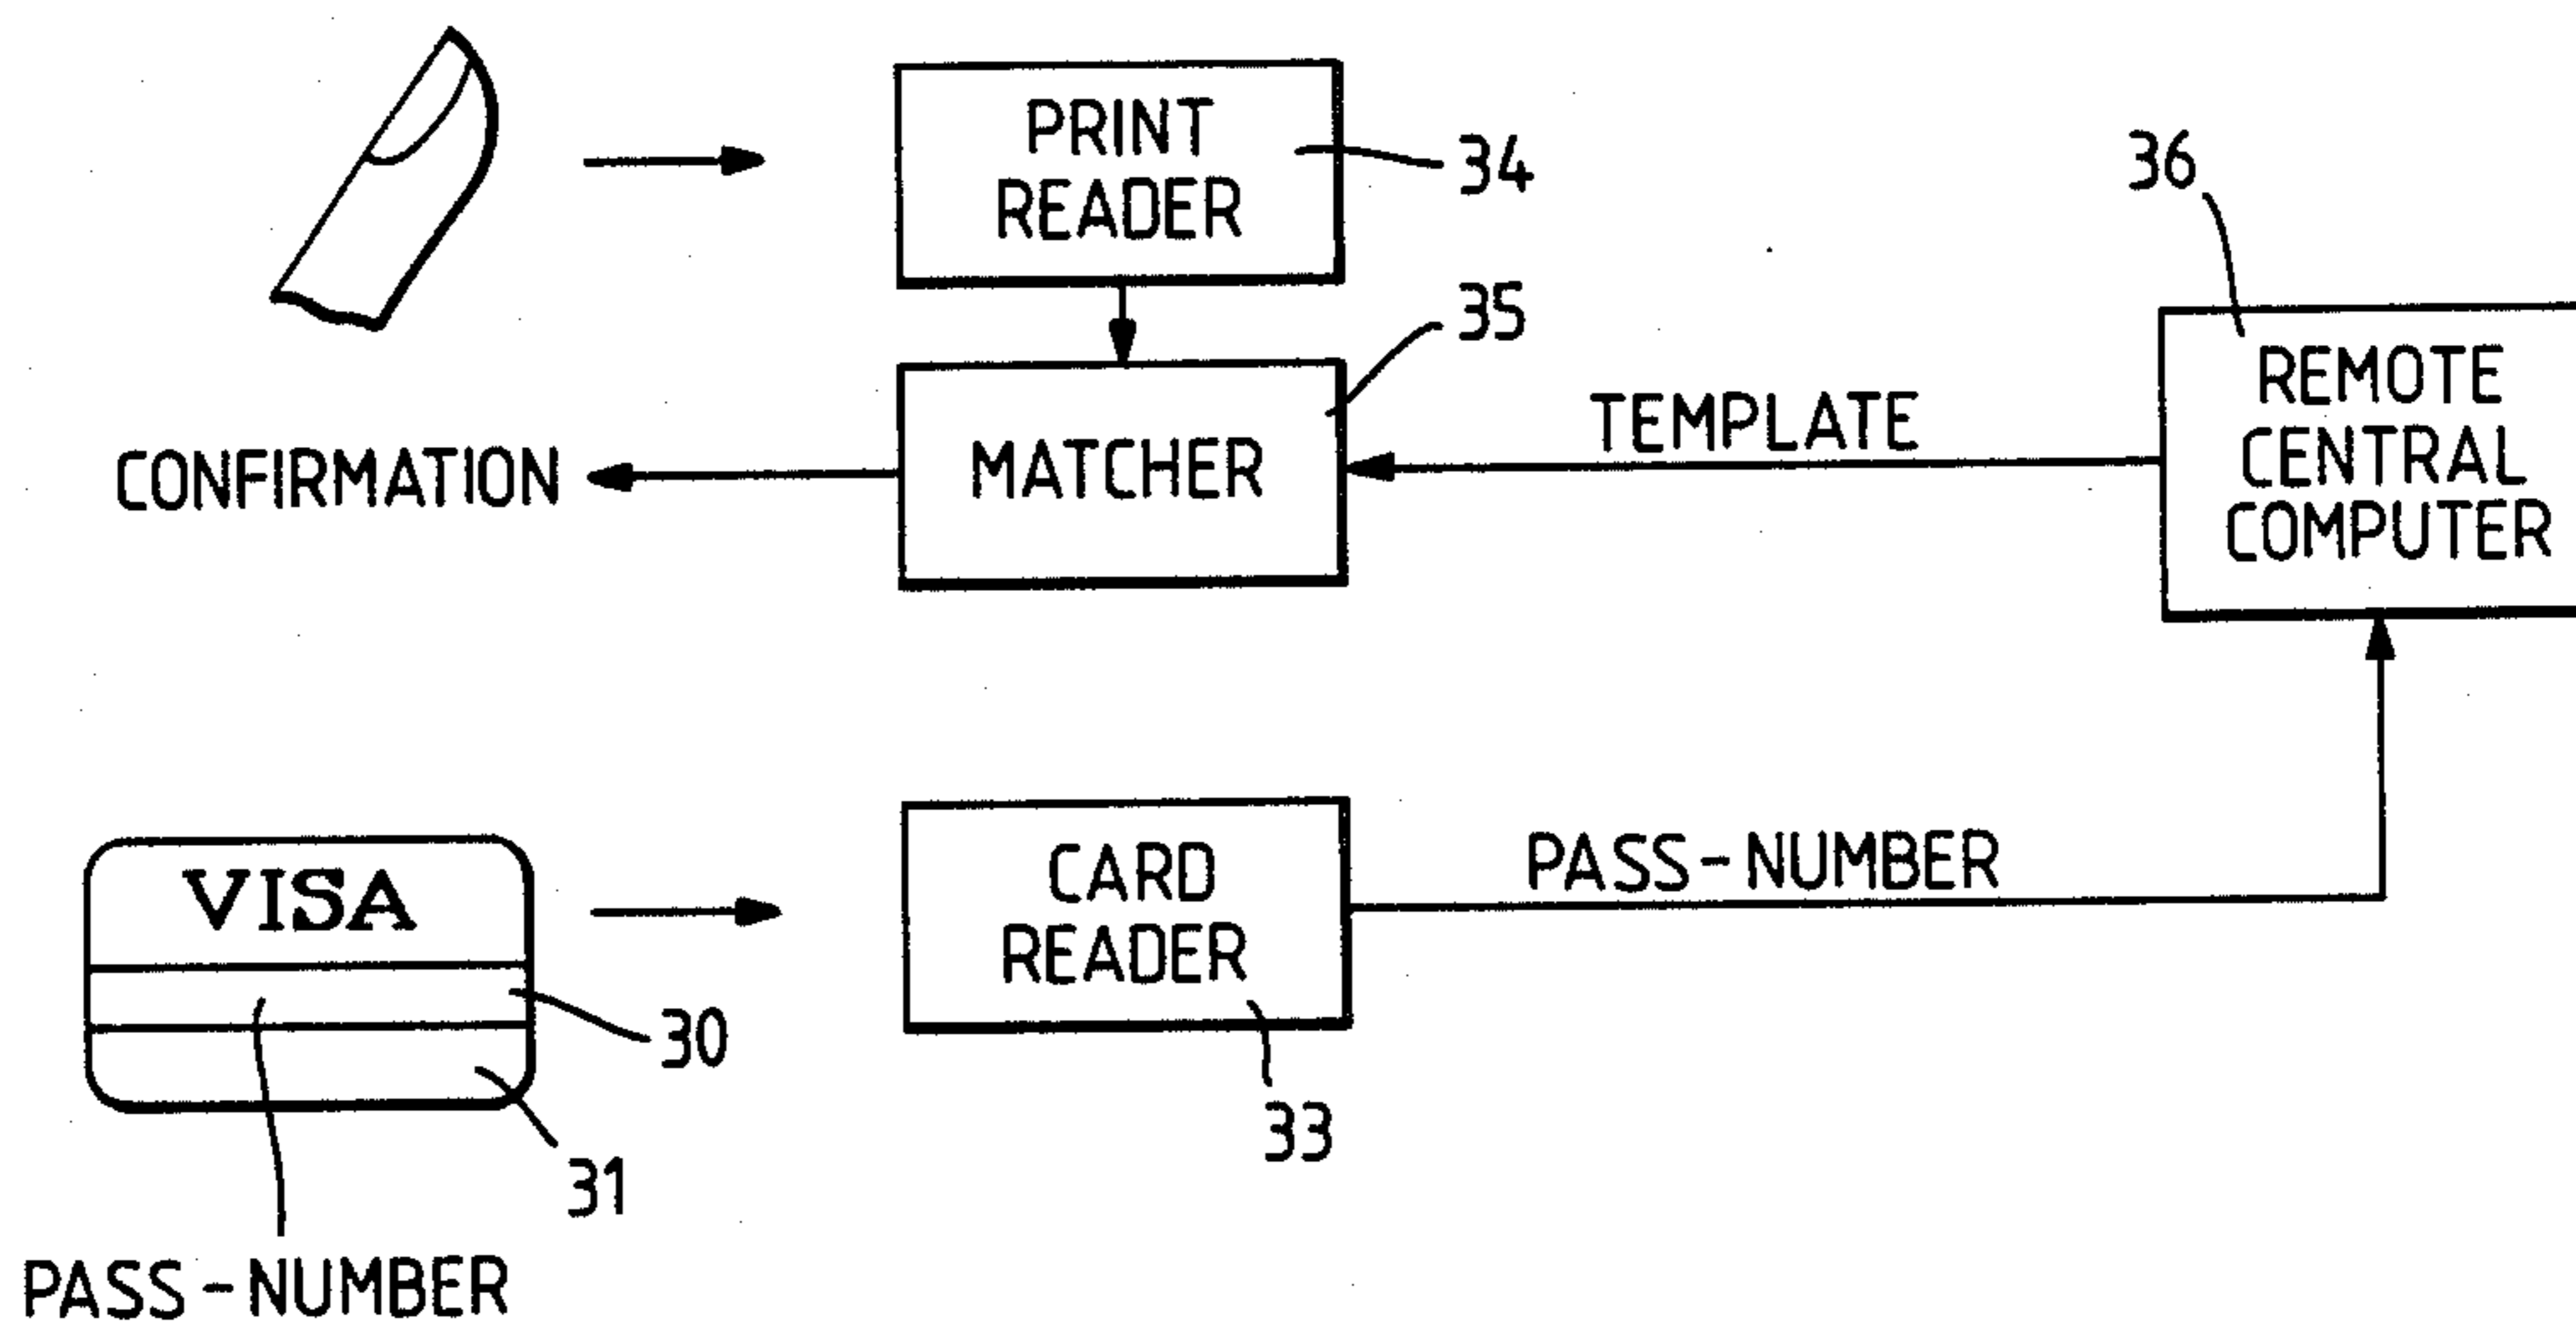 PRINT
READER
34
36
35
CONFIRMATION
MATCHER
TEMPLATE
REMOTE
CENTRAL
COMPUTER
VISA
CARD
READER
PASS-NUMBER
30
31
33
PASS-NUMBER